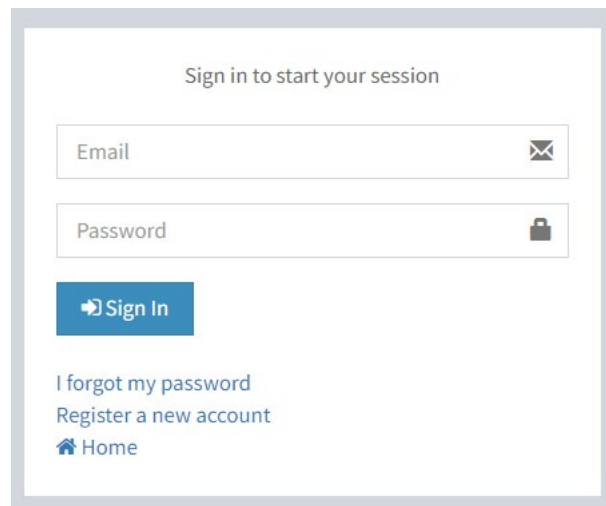 Sign in to start your session
Email
Password
Sign In
I forgot my password
Register a new account
Home